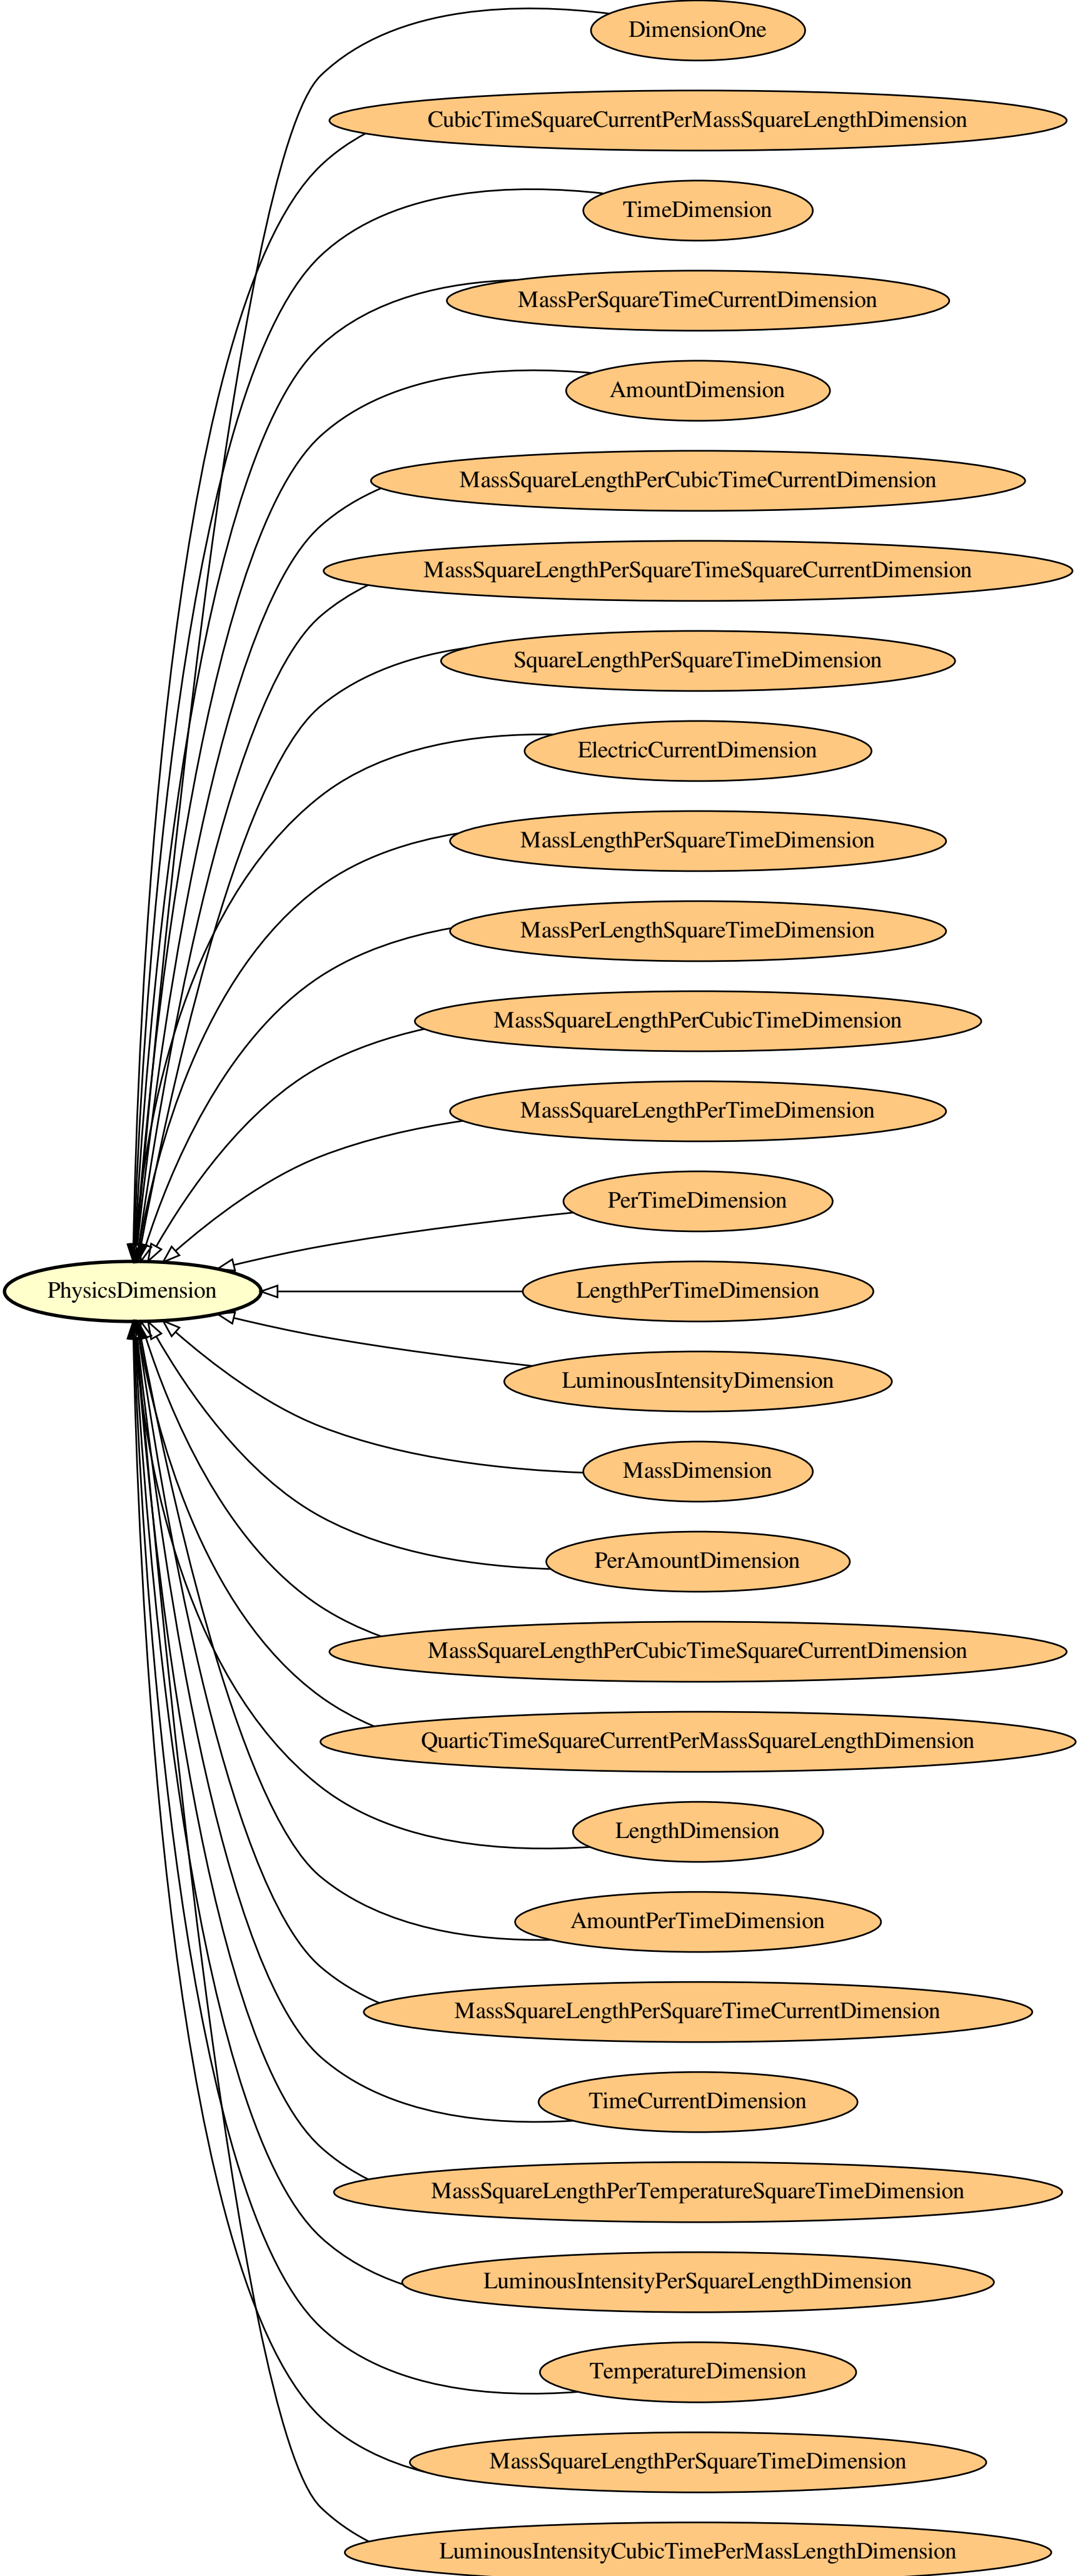 DimensionOne
CubicTimeSquareCurrentPerMassSquareLengthDimension
TimeDimension
MassPerSquareTimeCurrentDimension
AmountDimension
MassSquareLengthPerCubicTimeCurrentDimension
MassSquareLengthPerSquareTimeSquareCurrentDimension
SquareLengthPerSquareTimeDimension
ElectricCurrentDimension
MassLengthPerSquareTimeDimension
MassPerLengthSquareTimeDimension
MassSquareLengthPerCubicTimeDimension
MassSquareLengthPerTimeDimension
PerTimeDimension
PhysicsDimension
LengthPerTimeDimension
LuminousIntensityDimension
MassDimension
PerAmountDimension
MassSquareLengthPerCubicTimeSquareCurrentDimension
QuarticTimeSquareCurrentPerMassSquareLengthDimension
LengthDimension
AmountPerTimeDimension
MassSquareLengthPerSquareTimeCurrentDimension
TimeCurrentDimension
MassSquareLengthPerTemperatureSquareTimeDimension
LuminousIntensityPerSquareLengthDimension
TemperatureDimension
MassSquareLengthPerSquareTimeDimension
LuminousIntensityCubicTimePerMassLengthDimension